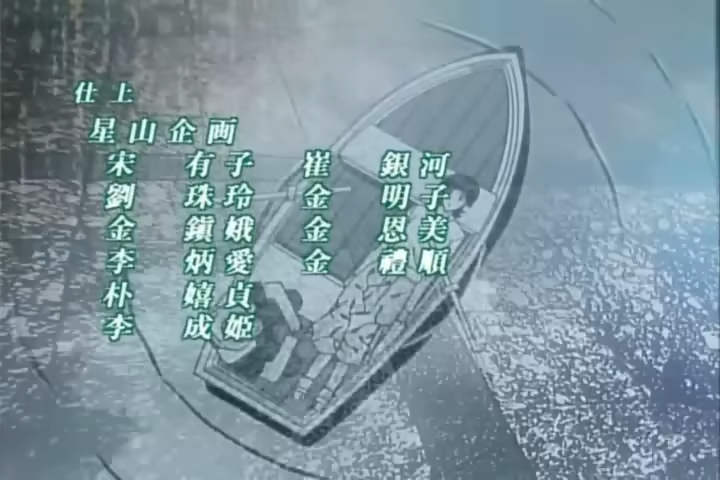 仕上
星山企画
宋 有子 崔 銀河
劉 珠玲 金 明子
金 鎭娥 金 恩美
李 炳愛 金 禮順
朴 嬉貞
李 成姫